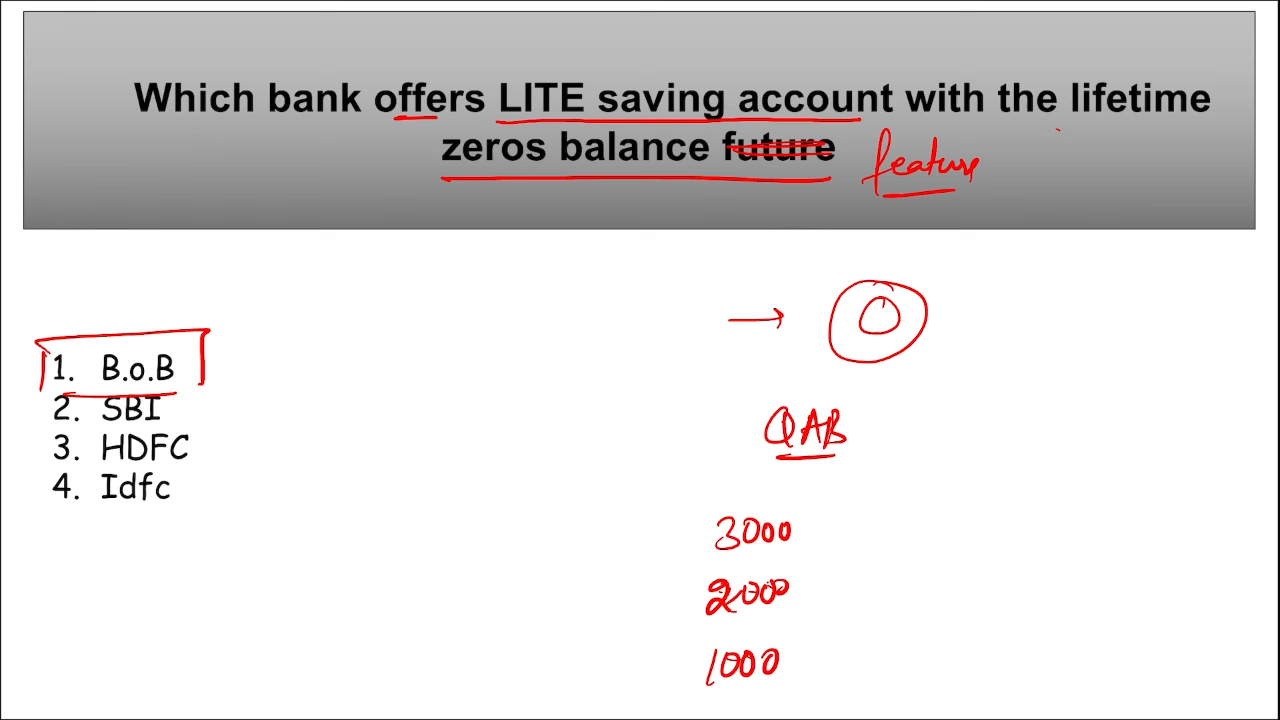 Which bank offers LITE saving account with the lifetime
zeros balance future feature
1. B.o.B
2. SBI
3. HDFC
4. Idfc
QAB
3000
2000
1000